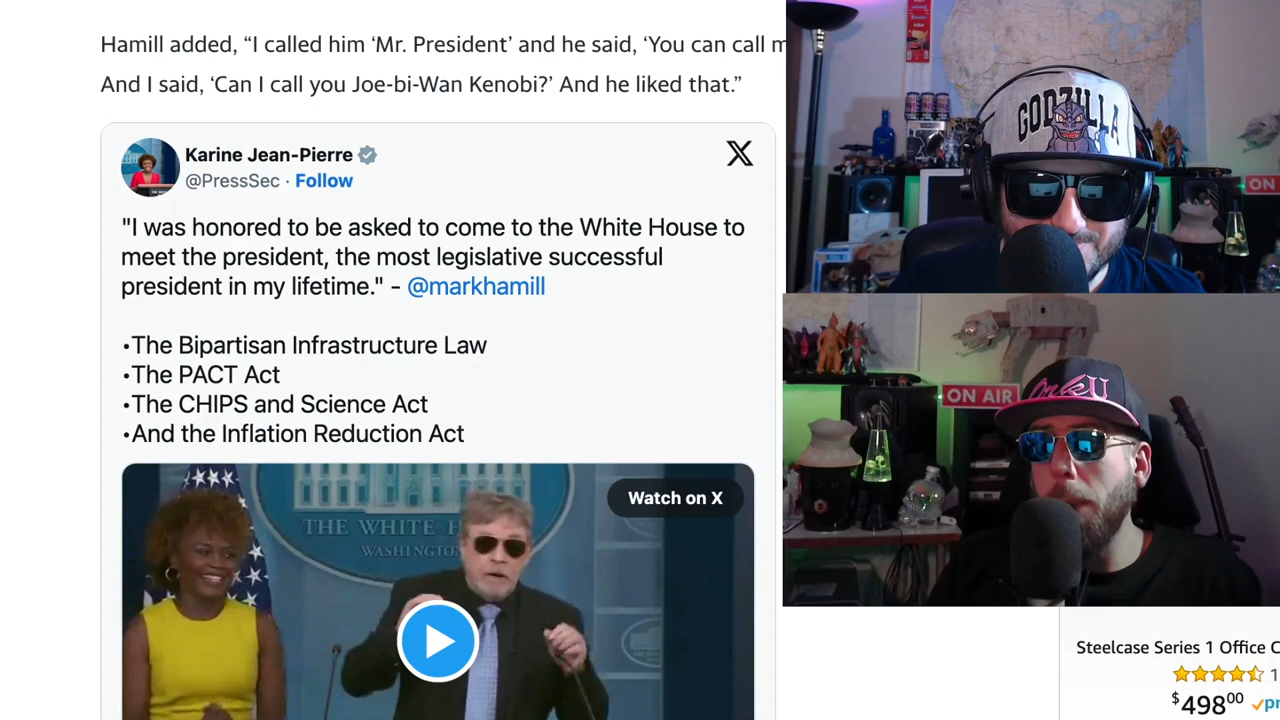 Hamill added, “I called him ‘Mr. President’ and he said, ‘You can call m
And I said, ‘Can I call you Joe-bi-Wan Kenobi?’ And he liked that.”
Karine Jean-Pierre
@PressSec · Follow
"I was honored to be asked to come to the White House to
meet the president, the most legislative successful
president in my lifetime." - @markhamill
•The Bipartisan Infrastructure Law
•The PACT Act
•The CHIPS and Science Act
•And the Inflation Reduction Act
Watch on X
THE WHITE H
WASHINGTON
GODZILLA
ON
ON AIR
Steelcase Series 1 Office C
1
$49800 pr